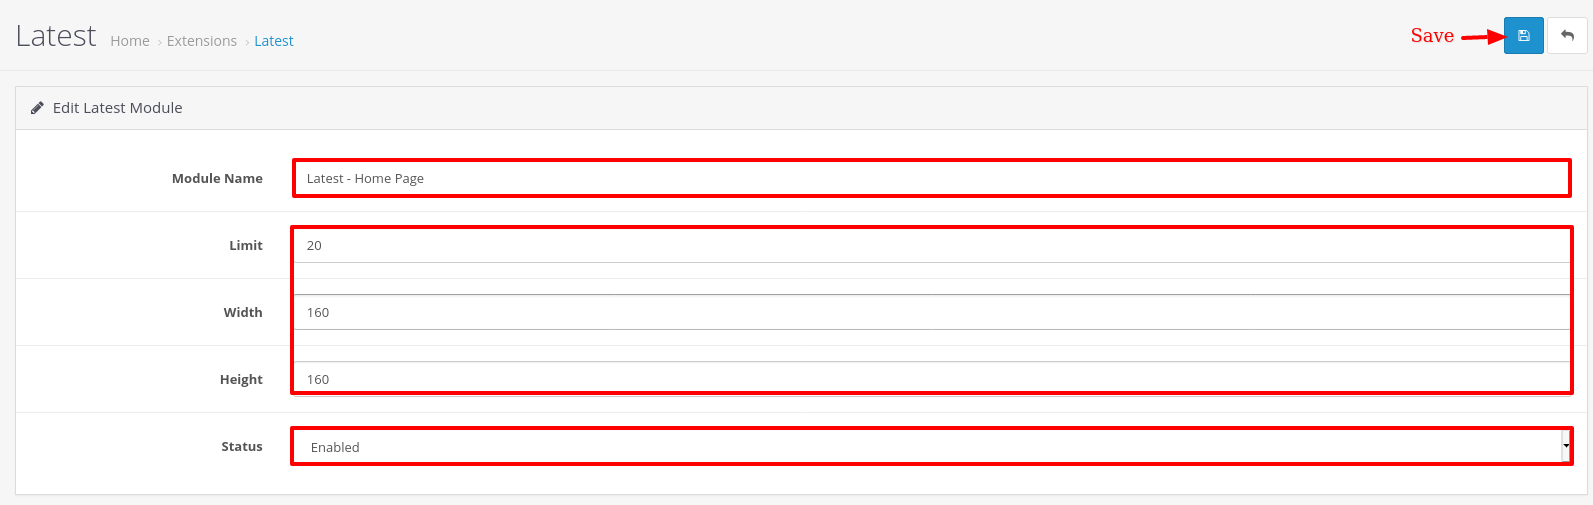 Latest Home › Extensions › Latest Save
Edit Latest Module
Module Name Latest - Home Page
Limit 20
Width 160
Height 160
Status Enabled